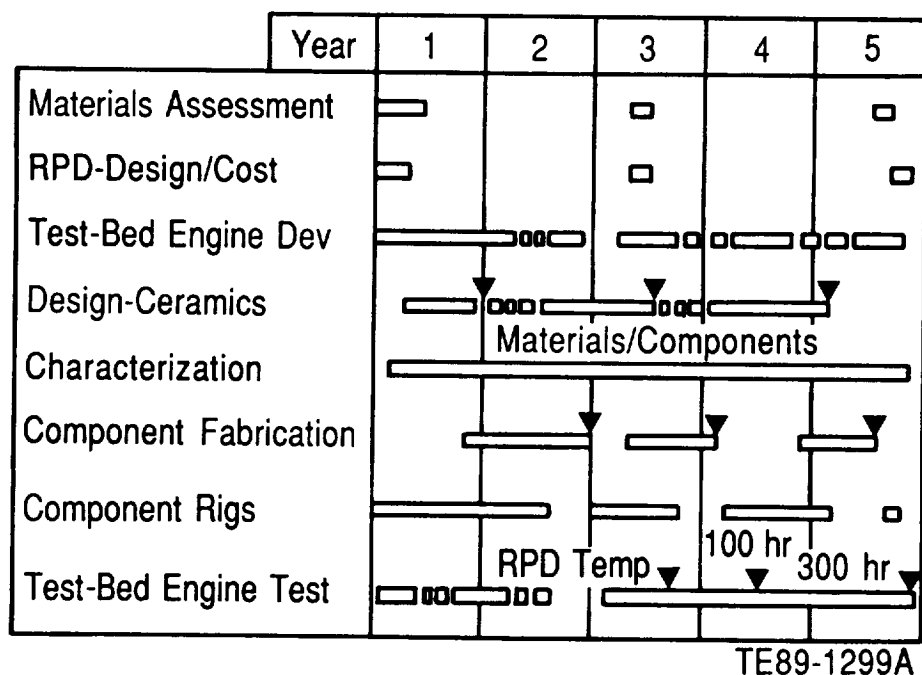 Year 1 2 3 4 5
Materials Assessment
RPD-Design/Cost
Test-Bed Engine Dev
Design-Ceramics
Materials/Components
Characterization
Component Fabrication
Component Rigs
100 hr
RPD Temp
300 hr
Test-Bed Engine Test
TE89-1299A